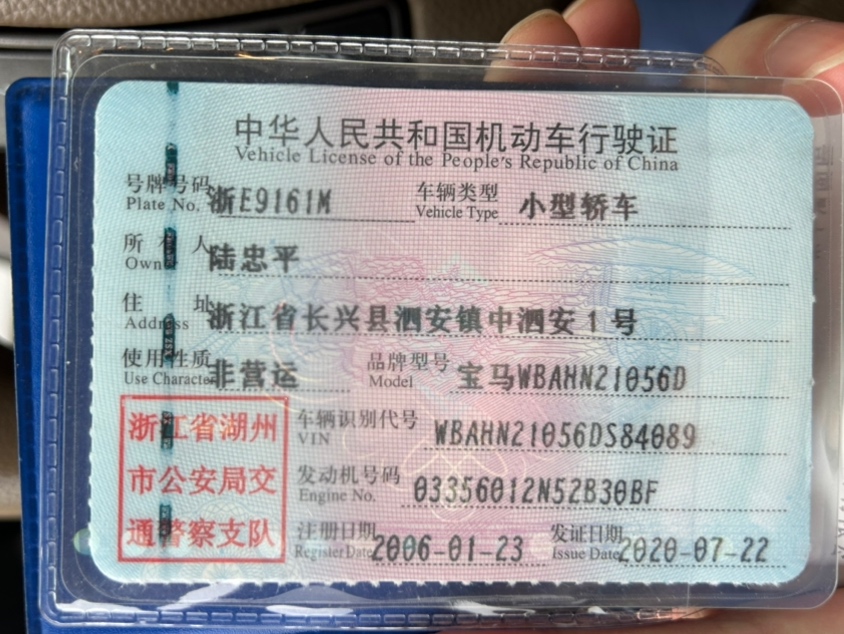 中华人民共和国机动车行驶证
Vehicle License of the People's Republic of China
号牌号码 浙E9161M 车辆类型 小型轿车
Plate No. Vehicle Type
所有人 陆忠平
Owner
住址 浙江省长兴县泗安镇中泗安1号
Address
使用性质 非营运 品牌型号 宝马WBAHN21056D
Use Character Model
浙江省湖州
市公安局交
通警察支队
车辆识别代号 WBAHN21056DS84089
VIN
发动机号码 03356012N52B30BF
Engine No.
注册日期 2006-01-23 发证日期 2020-07-22
Register Date Issue Date